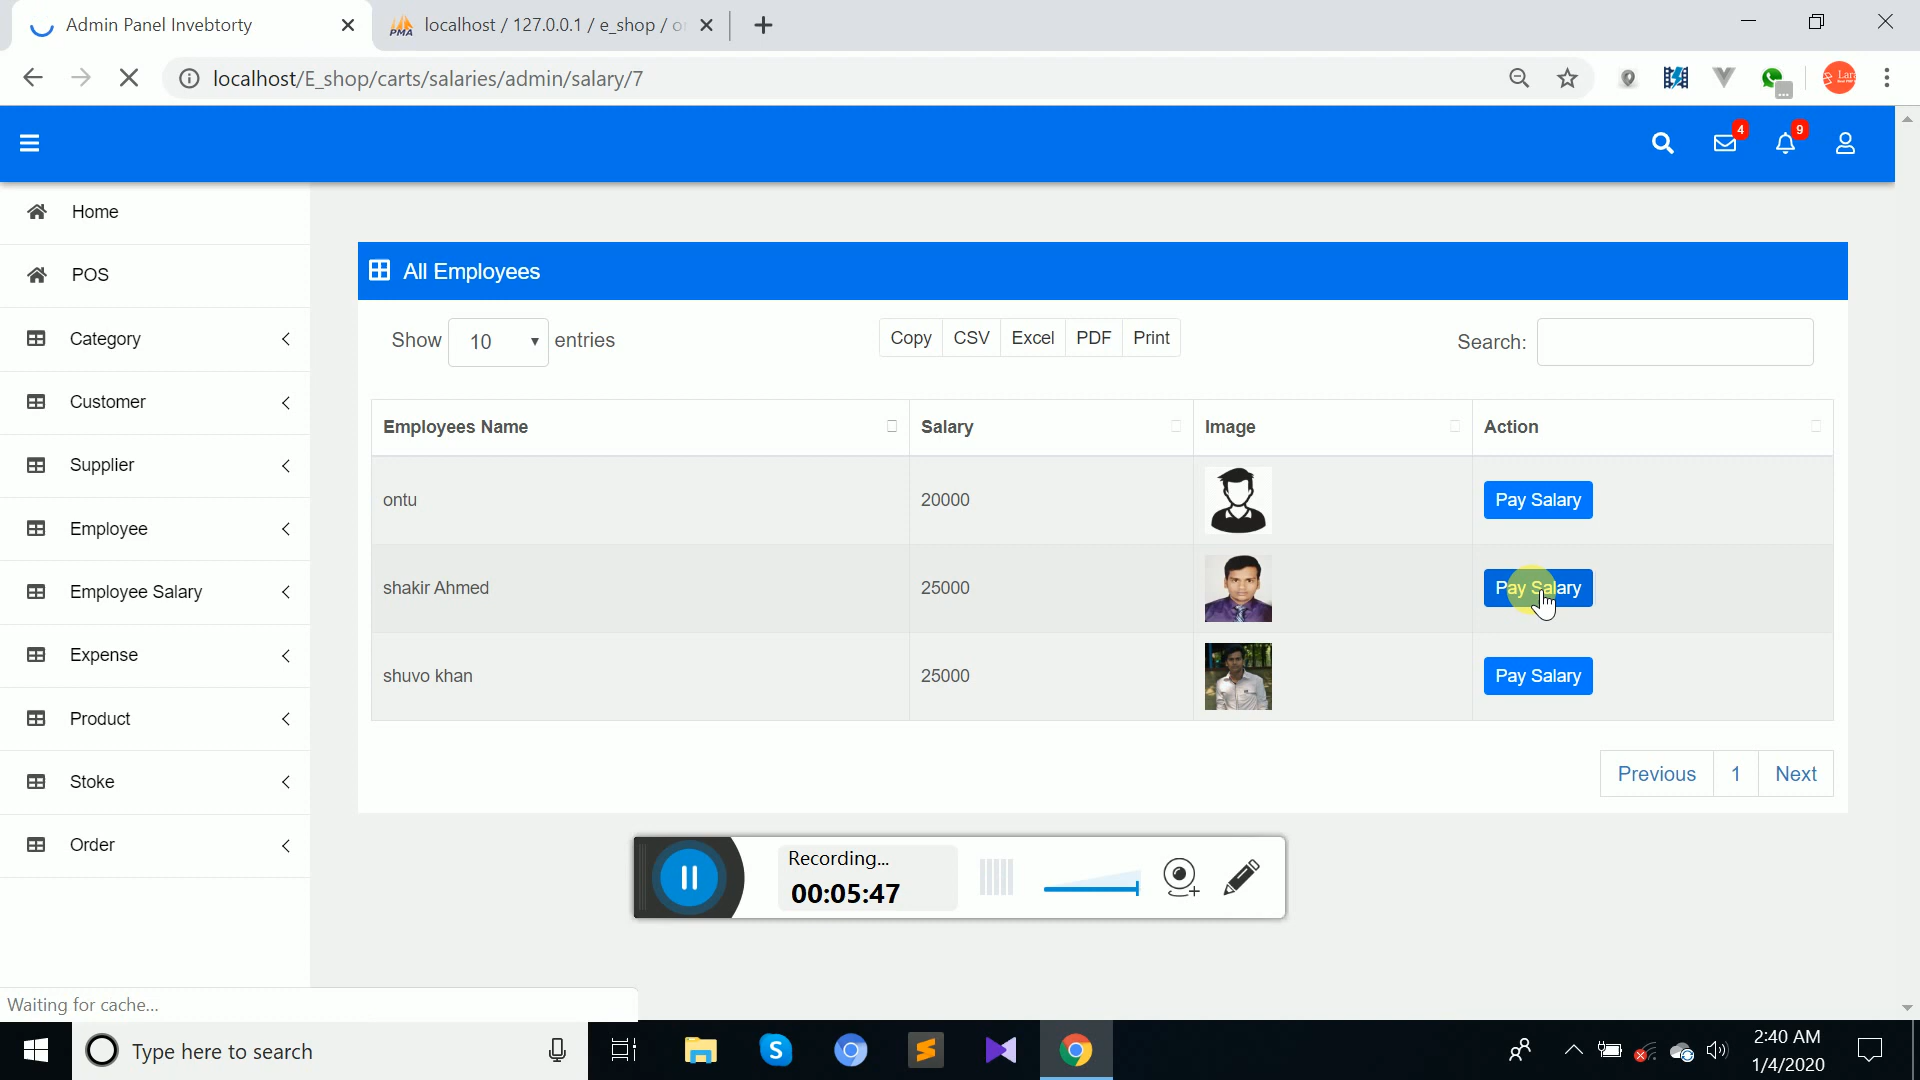 Admin Panel Invebtorty
localhost / 127.0.0.1 / e_shop / o
localhost/E_shop/carts/salaries/admin/salary/7
4
9
Home
POS
Category
Customer
Supplier
Employee
Employee Salary
Expense
Product
Stoke
Order
All Employees
Show 10 entries
Copy CSV Excel PDF Print
Search:
Employees Name Salary Image Action
ontu 20000 Pay Salary
shakir Ahmed 25000 Pay Salary
shuvo khan 25000 Pay Salary
Previous 1 Next
Recording...
00:05:47
Waiting for cache...
Type here to search
2:40 AM
1/4/2020